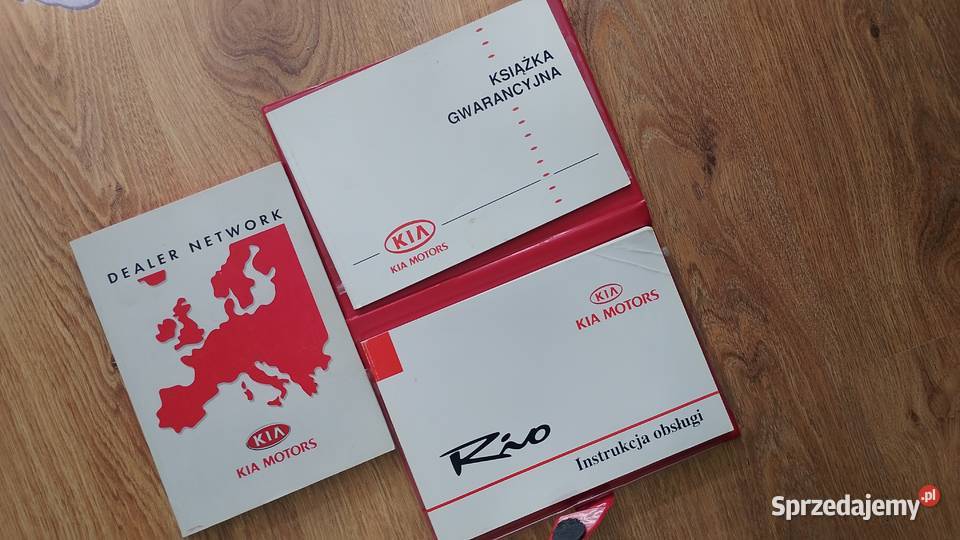 DEALER NETWORK
KIA
KIA MOTORS
KSIĄŻKA
GWARANCYJNA
KIA
KIA MOTORS
KIA
KIA MOTORS
Rio
Instrukcja obsługi
Sprzedajemy.pl